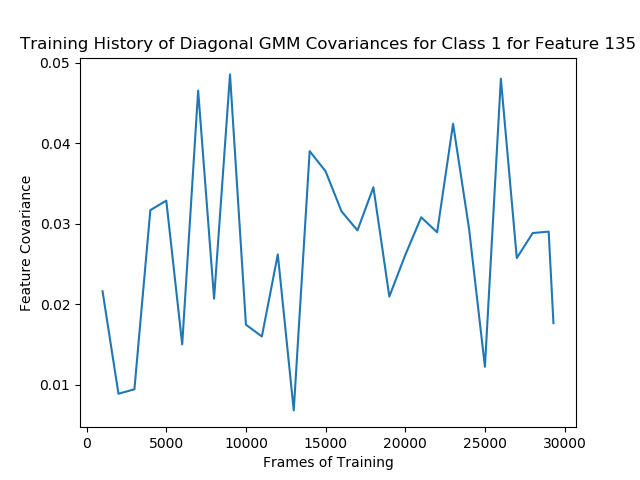 Training History of Diagonal GMM Covariances for Class 1 for Feature 135
0.05
0.04
0.03
0.02
0.01
Feature Covariance
0 5000 10000 15000 20000 25000 30000
Frames of Training